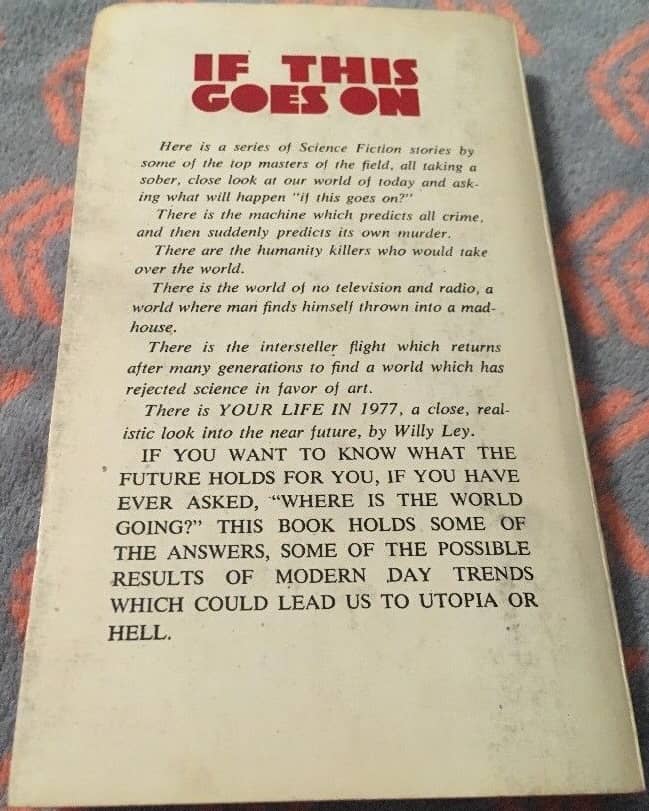 IF THIS
GOES ON
Here is a series of Science Fiction stories by
some of the top masters of the field, all taking a
sober, close look at our world of today and ask-
ing what will happen "if this goes on?"
There is the machine which predicts all crime,
and then suddenly predicts its own murder.
There are the humanity killers who would take
over the world.
There is the world of no television and radio, a
world where man finds himself thrown into a mad-
house.
There is the intersteller flight which returns
after many generations to find a world which has
rejected science in favor of art.
There is YOUR LIFE IN 1977, a close, real-
istic look into the near future, by Willy Ley.
IF YOU WANT TO KNOW WHAT THE
FUTURE HOLDS FOR YOU, IF YOU HAVE
EVER ASKED, "WHERE IS THE WORLD
GOING?" THIS BOOK HOLDS SOME OF
THE ANSWERS, SOME OF THE POSSIBLE
RESULTS OF MODERN DAY TRENDS
WHICH COULD LEAD US TO UTOPIA OR
HELL.